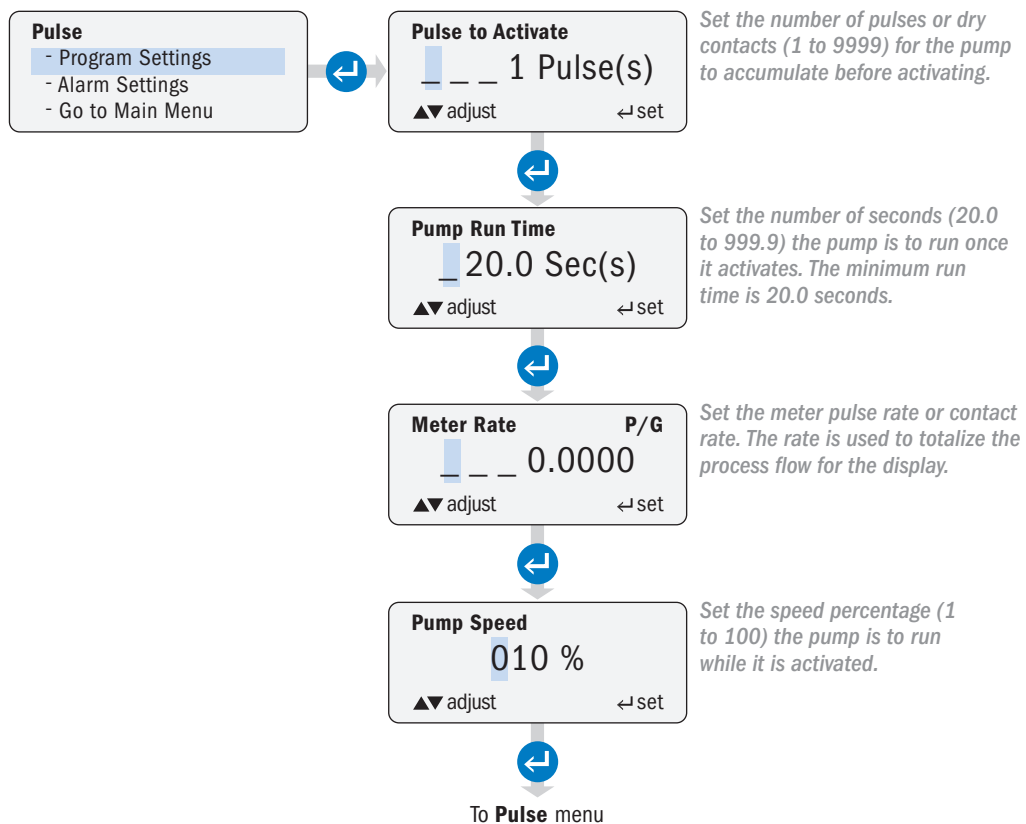 Pulse
- Program Settings
- Alarm Settings
- Go to Main Menu
Pulse to Activate
_ _ _ 1 Pulse(s)
▲▼ adjust ↵ set
Set the number of pulses or dry
contacts (1 to 9999) for the pump
to accumulate before activating.
Pump Run Time
_ 20.0 Sec(s)
▲▼ adjust ↵ set
Set the number of seconds (20.0
to 999.9) the pump is to run once
it activates. The minimum run
time is 20.0 seconds.
Meter Rate P/G
_ _ _ 0.0000
▲▼ adjust ↵ set
Set the meter pulse rate or contact
rate. The rate is used to totalize the
process flow for the display.
Pump Speed
010 %
▲▼ adjust ↵ set
Set the speed percentage (1
to 100) the pump is to run
while it is activated.
To Pulse menu